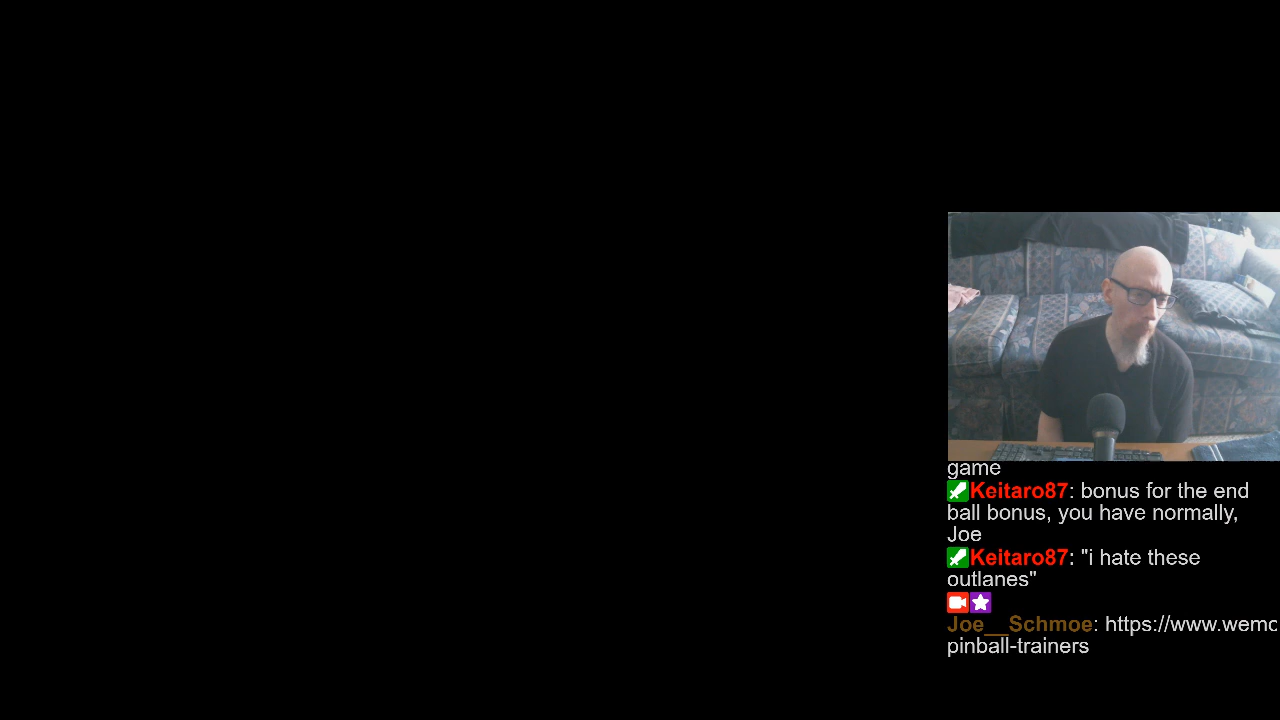 game
Keitaro87: bonus for the end
ball bonus, you have normally,
Joe
Keitaro87: "i hate these
outlanes"
Joe__Schmoe: https://www.wemc
pinball-trainers